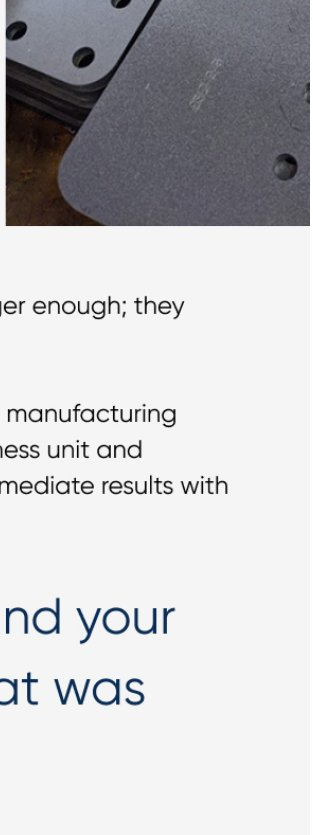 ger enough; they
manufacturing
ness unit and
mediate results with
nd your
at was